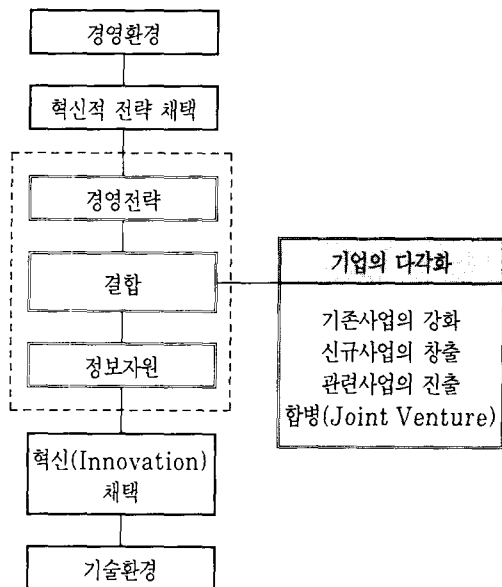 경영환경
혁신적 전략 채택
경영전략
결합
정보자원
혁신(Innovation)
채택
기술환경
기업의 다각화
기존사업의 강화
신규사업의 창출
관련사업의 진출
합병(Joint Venture)